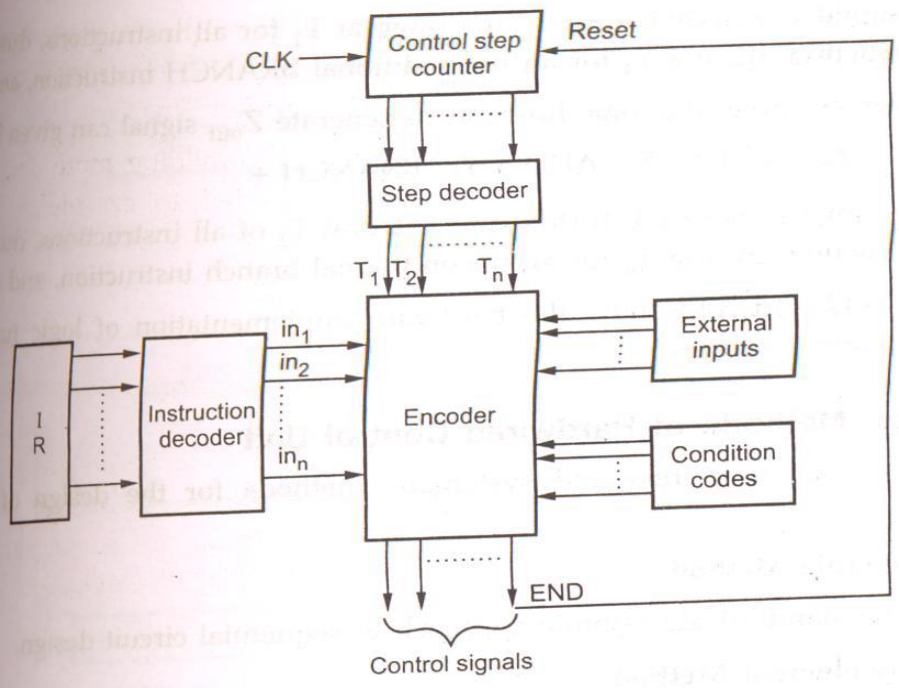 CLK
Control step
counter
Reset
Step decoder
T1
T2
Tn
I
R
Instruction
decoder
in1
in2
inn
Encoder
External
inputs
Condition
codes
END
Control signals